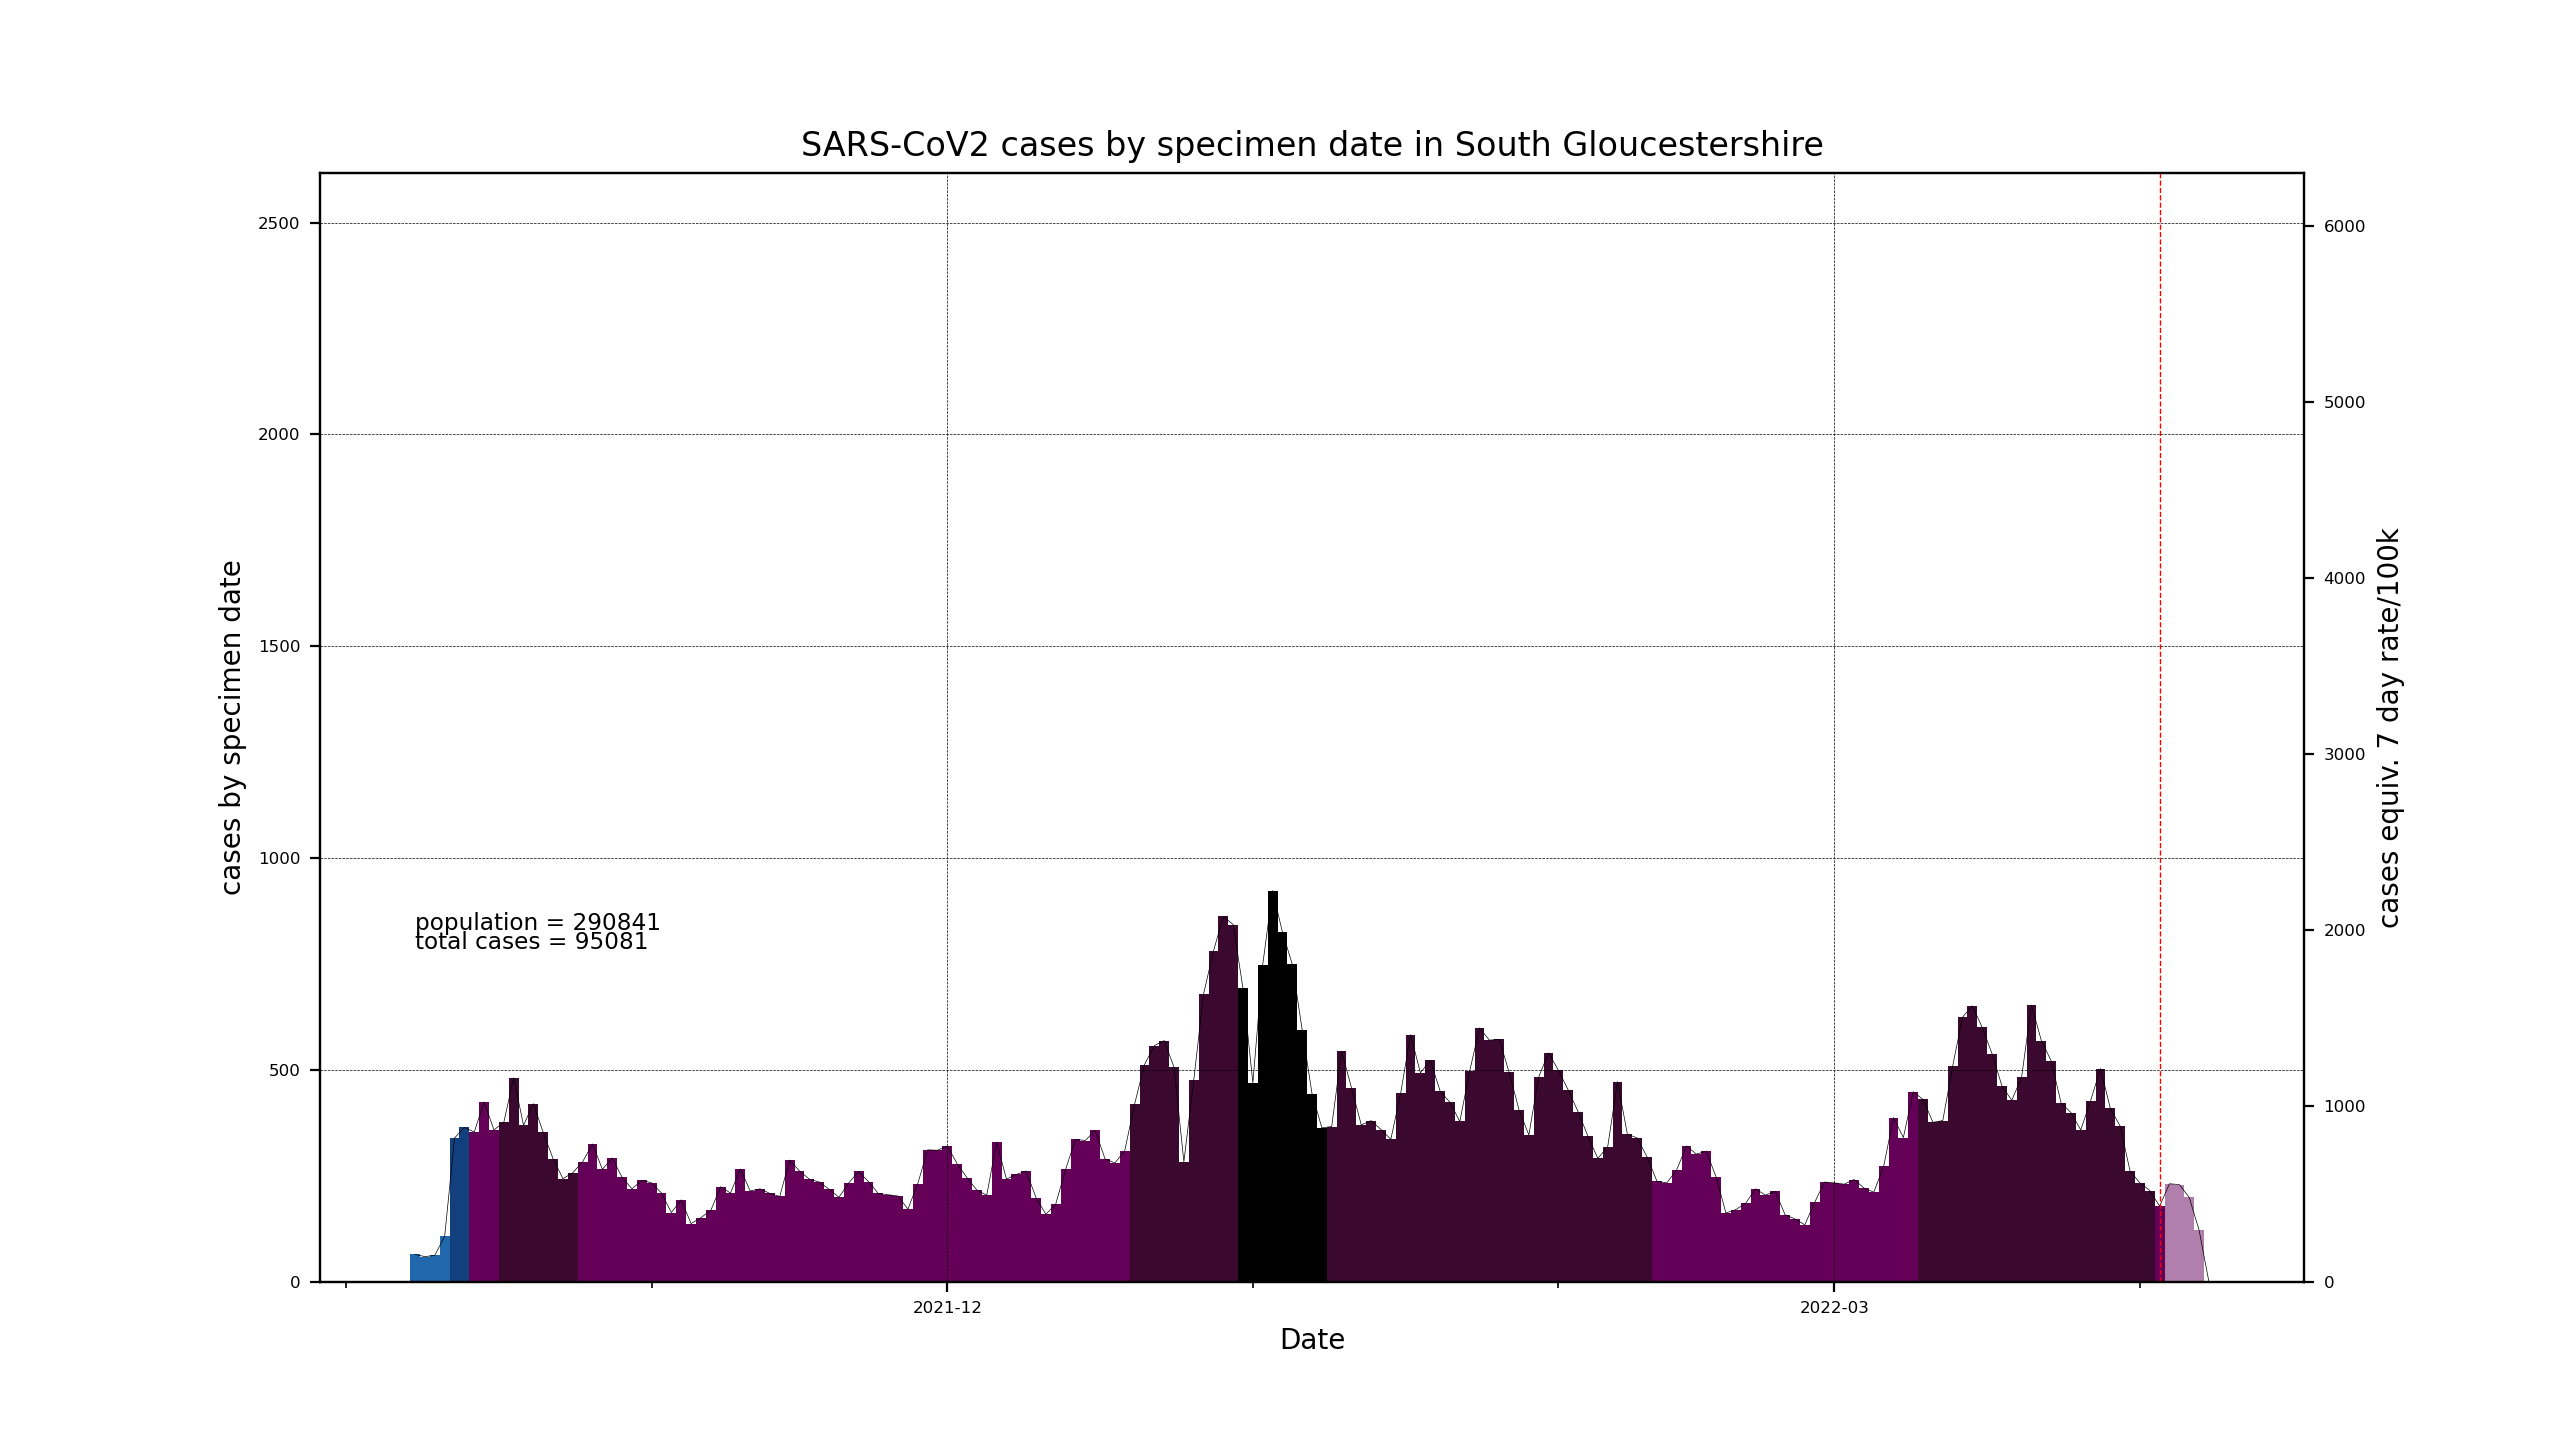 SARS-CoV2 cases by specimen date in South Gloucestershire
cases by specimen date
2500
2000
1500
1000
500
0
population = 290841
total cases = 95081
6000
5000
4000
3000
2000
1000
0
cases equiv. 7 day rate/100k
2021-12
2022-03
Date